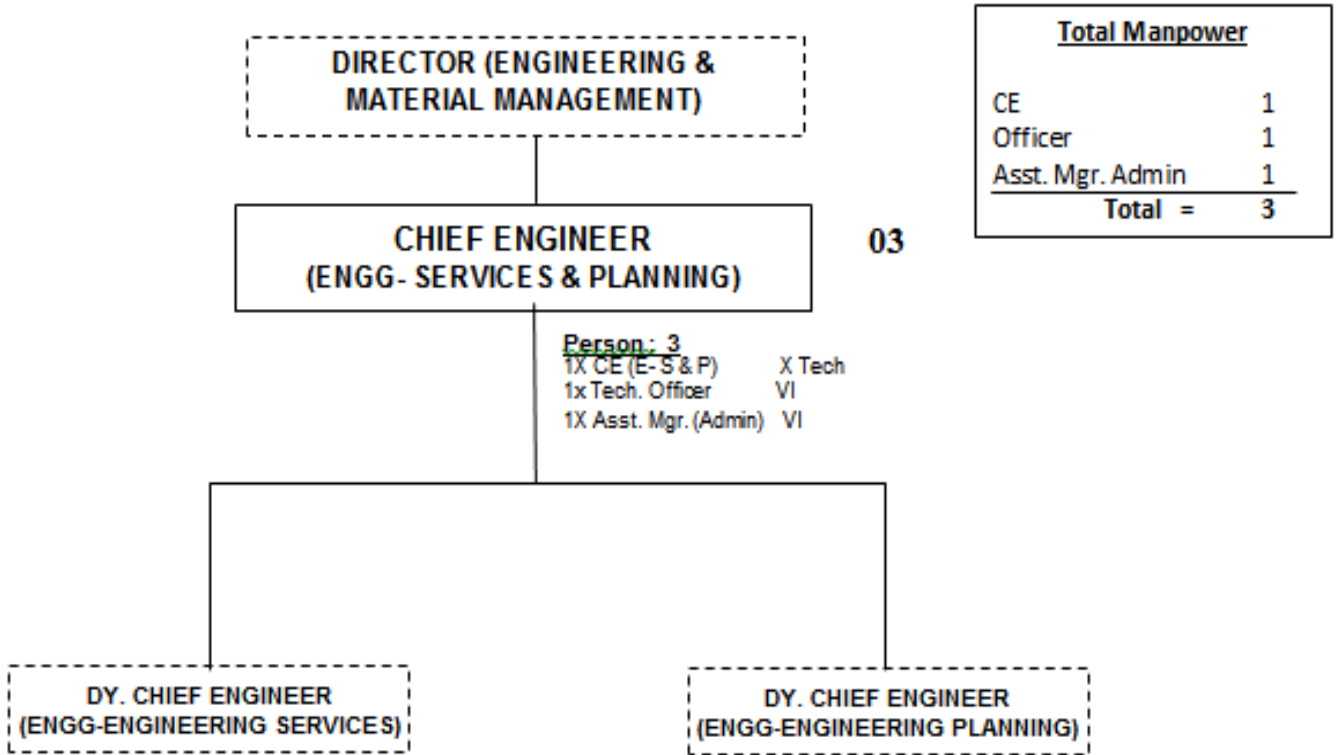 DIRECTOR (ENGINEERING &
MATERIAL MANAGEMENT)
Total Manpower
CE 1
Officer 1
Asst. Mgr. Admin 1
Total = 3
CHIEF ENGINEER
(ENGG- SERVICES & PLANNING)
03
Person : 3
1X CE (E- S & P) X Tech
1x Tech. Officer VI
1X Asst. Mgr. (Admin) VI
DY. CHIEF ENGINEER
(ENGG-ENGINEERING SERVICES)
DY. CHIEF ENGINEER
(ENGG-ENGINEERING PLANNING)